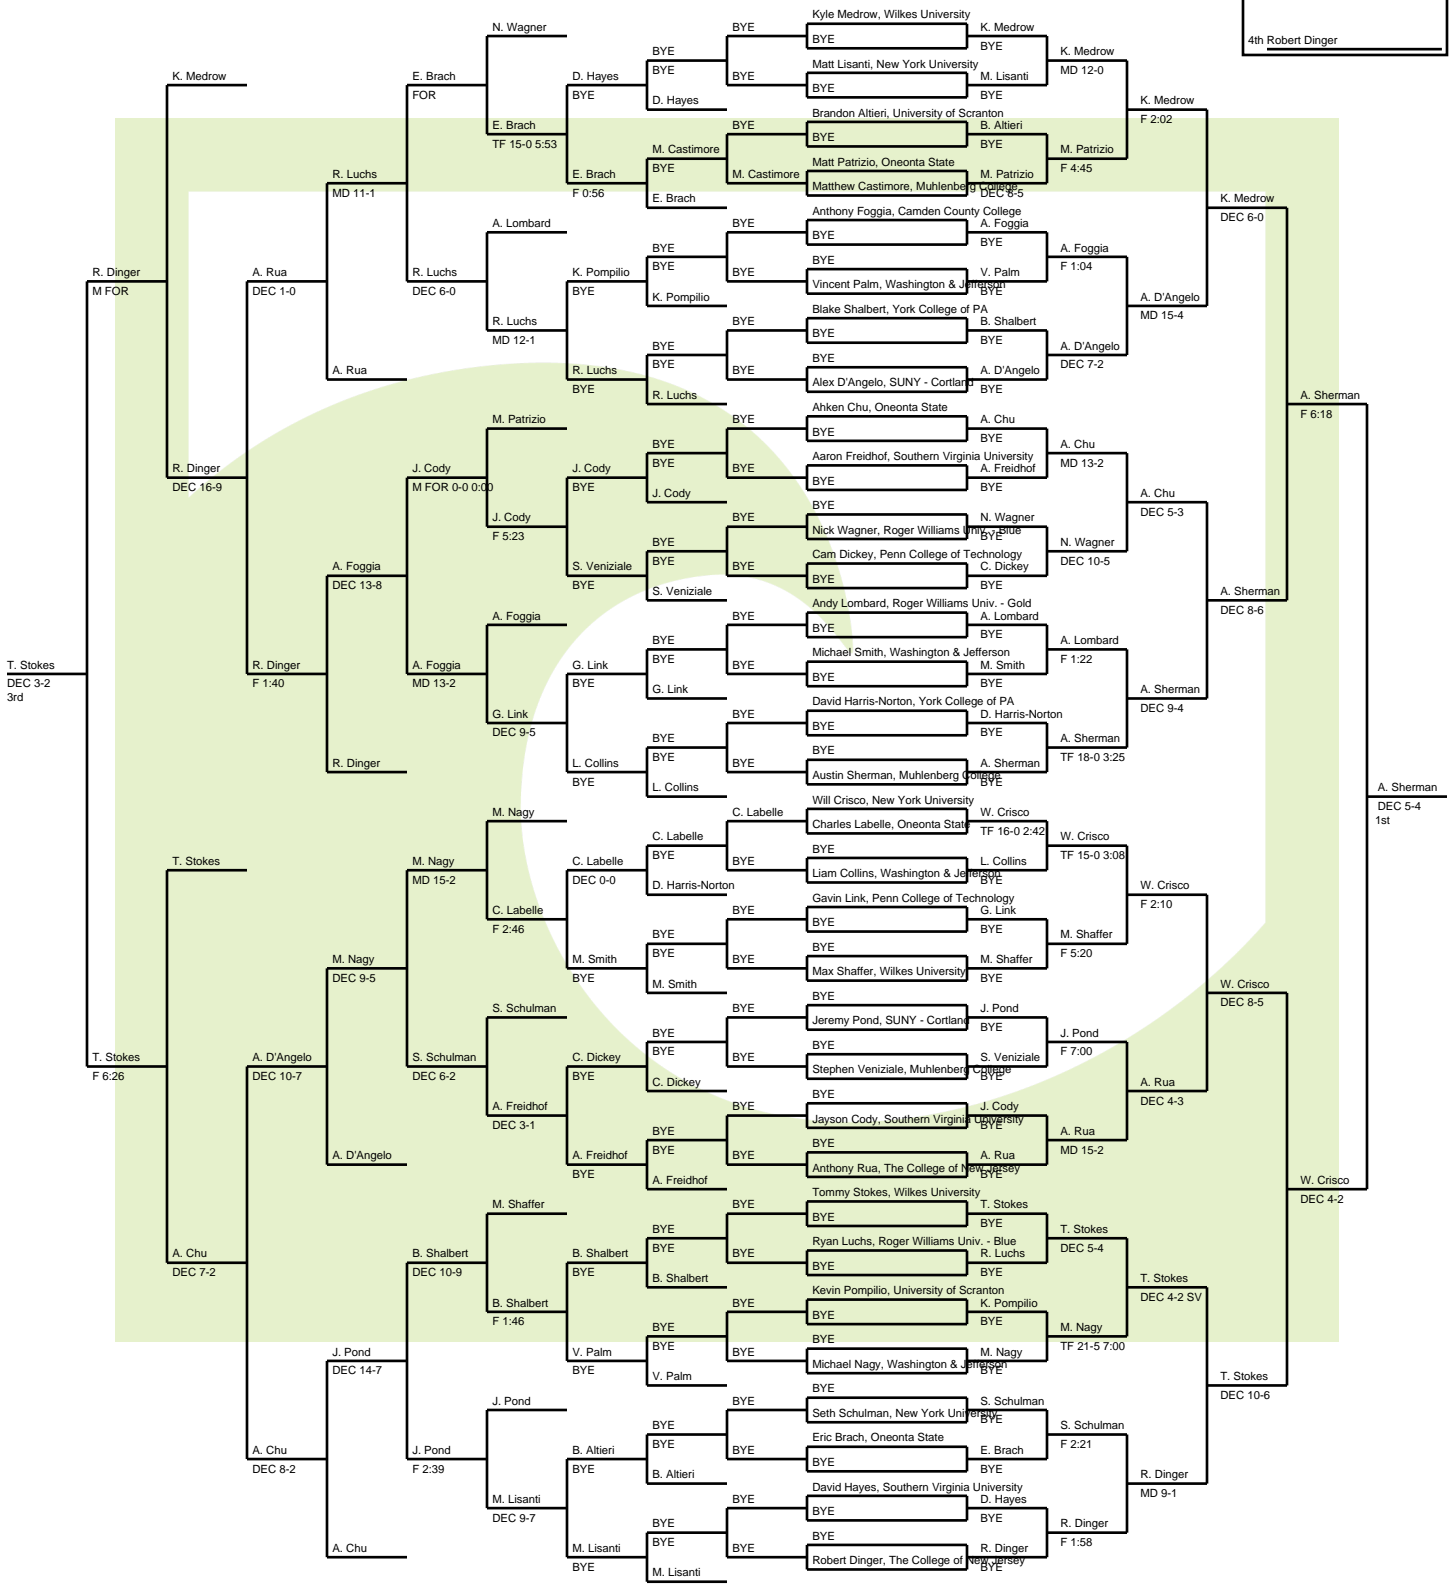 Kyle Medrow, Wilkes University
N. Wagner
BYE
K. Medrow
BYE
BYE
4th Robert Dinger
BYE
K. Medrow
BYE
MD 12-0
Matt Lisanti, New York University
K. Medrow
E. Brach
D. Hayes
BYE
M. Lisanti
FOR
BYE
BYE
BYE
D. Hayes
K. Medrow
F 2:02
Brandon Altieri, University of Scranton
E. Brach
BYE
B. Altieri
TF 15-0 5:53
BYE
BYE
M. Castimore
M. Patrizio
BYE
F 4:45
Matt Patrizio, Oneonta State
R. Luchs
E. Brach
M. Castimore
M. Patrizio
MD 11-1
F 0:56
Matthew Castimore, Muhlenberg College
DEC 8-5
E. Brach
K. Medrow
DEC 6-0
Anthony Foggia, Camden County College
A. Lombard
BYE
A. Foggia
BYE
BYE
BYE
A. Foggia
BYE
BYE
F 1:04
R. Dinger
A. Rua
R. Luchs
K. Pompilio
BYE
V. Palm
M FOR
DEC 1-0
DEC 6-0
BYE
Vincent Palm, Washington & Jefferson
BYE
K. Pompilio
A. D'Angelo
MD 15-4
Blake Shalbert, York College of PA
R. Luchs
BYE
B. Shalbert
MD 12-1
BYE
BYE
BYE
A. D'Angelo
BYE
BYE
DEC 7-2
A. Rua
R. Luchs
BYE
A. D'Angelo
BYE
Alex D'Angelo, SUNY - Cortland
BYE
R. Luchs
A. Sherman
F 6:18
Ahken Chu, Oneonta State
M. Patrizio
BYE
A. Chu
BYE
BYE
BYE
A. Chu
BYE
MD 13-2
Aaron Freidhof, Southern Virginia University
R. Dinger
J. Cody
J. Cody
BYE
A. Freidhof
DEC 16-9
M FOR 0-0 0:00
BYE
BYE
BYE
J. Cody
A. Chu
BYE
DEC 5-3
J. Cody
BYE
N. Wagner
F 5:23
Nick Wagner, Roger Williams Univ. - Blue
BYE
BYE
N. Wagner
BYE
DEC 10-5
Cam Dickey, Penn College of Technology
A. Foggia
S. Veniziale
BYE
C. Dickey
DEC 13-8
BYE
BYE
BYE
S. Veniziale
A. Sherman
DEC 8-6
Andy Lombard, Roger Williams Univ. - Gold
A. Foggia
BYE
A. Lombard
BYE
BYE
BYE
A. Lombard
BYE
F 1:22
Michael Smith, Washington & Jefferson
T. Stokes
R. Dinger
A. Foggia
G. Link
BYE
M. Smith
DEC 3-2
F 1:40
MD 13-2
BYE
BYE
BYE
3rd
G. Link
A. Sherman
DEC 9-4
David Harris-Norton, York College of PA
G. Link
BYE
D. Harris-Norton
DEC 9-5
BYE
BYE
BYE
A. Sherman
BYE
BYE
TF 18-0 3:25
R. Dinger
L. Collins
BYE
A. Sherman
BYE
Austin Sherman, Muhlenberg College
BYE
L. Collins
A. Sherman
DEC 5-4
1st
Will Crisco, New York University
M. Nagy
C. Labelle
W. Crisco
Charles Labelle, Oneonta State
TF 16-0 2:42
C. Labelle
W. Crisco
BYE
BYE
TF 15-0 3:08
T. Stokes
M. Nagy
C. Labelle
BYE
L. Collins
MD 15-2
DEC 0-0
Liam Collins, Washington & Jefferson
BYE
D. Harris-Norton
W. Crisco
F 2:10
Gavin Link, Penn College of Technology
C. Labelle
BYE
G. Link
F 2:46
BYE
BYE
BYE
M. Shaffer
BYE
BYE
F 5:20
M. Nagy
M. Smith
BYE
M. Shaffer
DEC 9-5
BYE
Max Shaffer, Wilkes University
BYE
M. Smith
W. Crisco
BYE
DEC 8-5
S. Schulman
BYE
J. Pond
Jeremy Pond, SUNY - Cortland
BYE
BYE
J. Pond
BYE
BYE
F 7:00
T. Stokes
A. D'Angelo
S. Schulman
C. Dickey
BYE
S. Veniziale
F 6:26
DEC 10-7
DEC 6-2
BYE
Stephen Veniziale, Muhlenberg College
BYE
C. Dickey
A. Rua
BYE
DEC 4-3
A. Freidhof
BYE
J. Cody
DEC 3-1
Jayson Cody, Southern Virginia University
BYE
BYE
A. Rua
BYE
BYE
MD 15-2
A. D'Angelo
A. Freidhof
BYE
A. Rua
BYE
Anthony Rua, The College of New Jersey
BYE
A. Freidhof
W. Crisco
DEC 4-2
Tommy Stokes, Wilkes University
M. Shaffer
BYE
T. Stokes
BYE
BYE
BYE
T. Stokes
BYE
DEC 5-4
Ryan Luchs, Roger Williams Univ. - Blue
A. Chu
B. Shalbert
B. Shalbert
BYE
R. Luchs
DEC 7-2
DEC 10-9
BYE
BYE
BYE
B. Shalbert
T. Stokes
DEC 4-2 SV
Kevin Pompilio, University of Scranton
B. Shalbert
BYE
K. Pompilio
F 1:46
BYE
BYE
BYE
M. Nagy
BYE
BYE
TF 21-5 7:00
J. Pond
V. Palm
BYE
M. Nagy
DEC 14-7
BYE
Michael Nagy, Washington & Jefferson
BYE
V. Palm
T. Stokes
BYE
DEC 10-6
J. Pond
BYE
S. Schulman
Seth Schulman, New York University
BYE
BYE
S. Schulman
BYE
F 2:21
Eric Brach, Oneonta State
A. Chu
J. Pond
B. Altieri
BYE
E. Brach
DEC 8-2
F 2:39
BYE
BYE
BYE
B. Altieri
R. Dinger
MD 9-1
David Hayes, Southern Virginia University
M. Lisanti
BYE
D. Hayes
DEC 9-7
BYE
BYE
BYE
R. Dinger
BYE
BYE
F 1:58
A. Chu
M. Lisanti
BYE
R. Dinger
BYE
Robert Dinger, The College of New Jersey
BYE
M. Lisanti